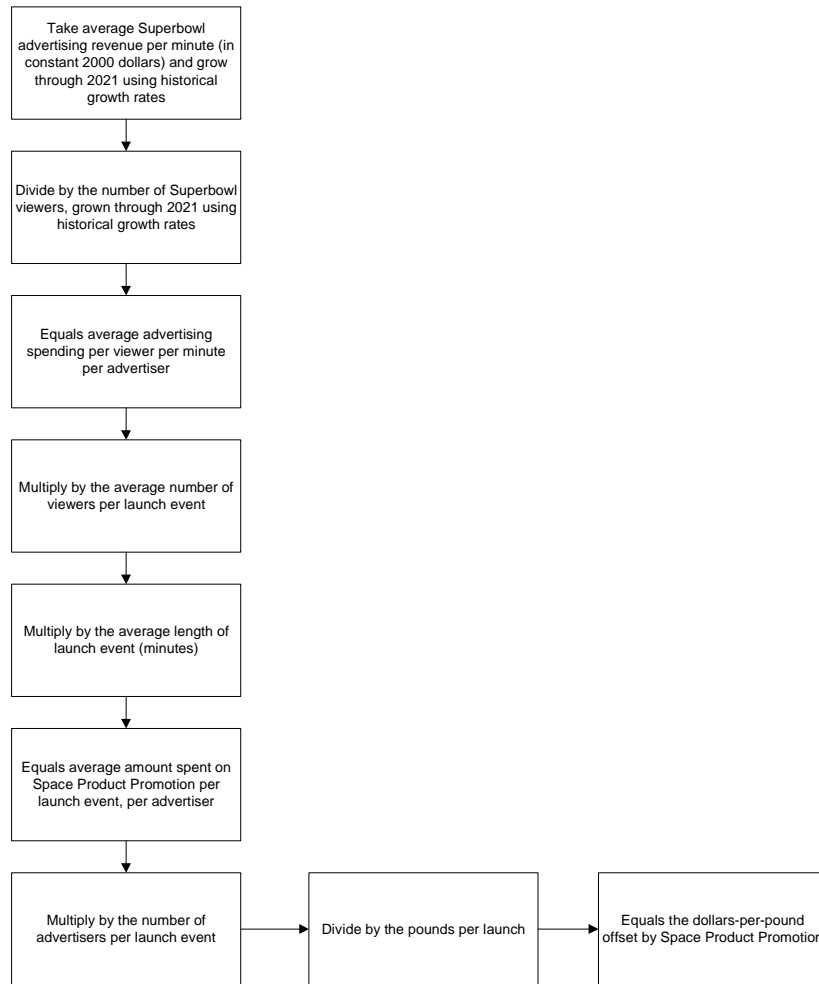 Take average Superbowl
advertising revenue per minute (in
constant 2000 dollars) and grow
through 2021 using historical
growth rates
Divide by the number of Superbowl
viewers, grown through 2021 using
historical growth rates
Equals average advertising
spending per viewer per minute
per advertiser
Multiply by the average number of
viewers per launch event
Multiply by the average length of
launch event (minutes)
Equals average amount spent on
Space Product Promotion per
launch event, per advertiser
Multiply by the number of
advertisers per launch event
Divide by the pounds per launch
Equals the dollars-per-pound
offset by Space Product Promotion